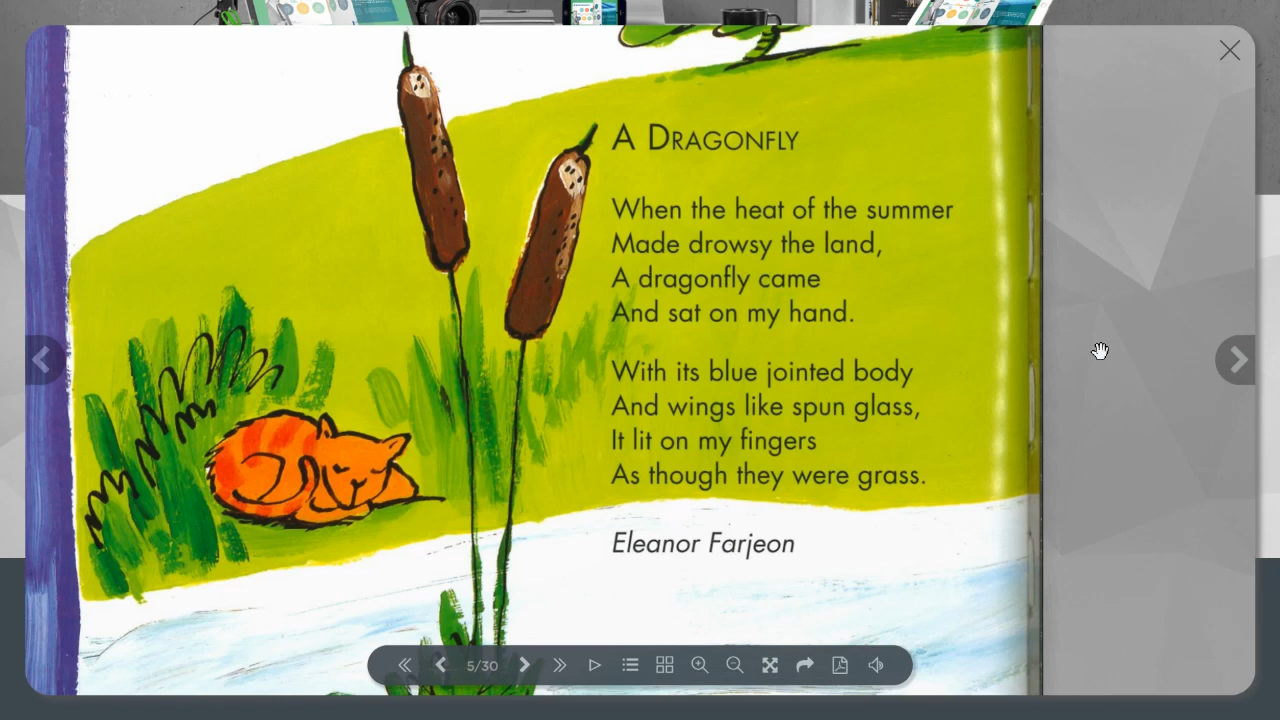 A DRAGONFLY
When the heat of the summer
Made drowsy the land,
A dragonfly came
And sat on my hand.
With its blue jointed body
And wings like spun glass,
It lit on my fingers
As though they were grass.
Eleanor Farjeon
5/30